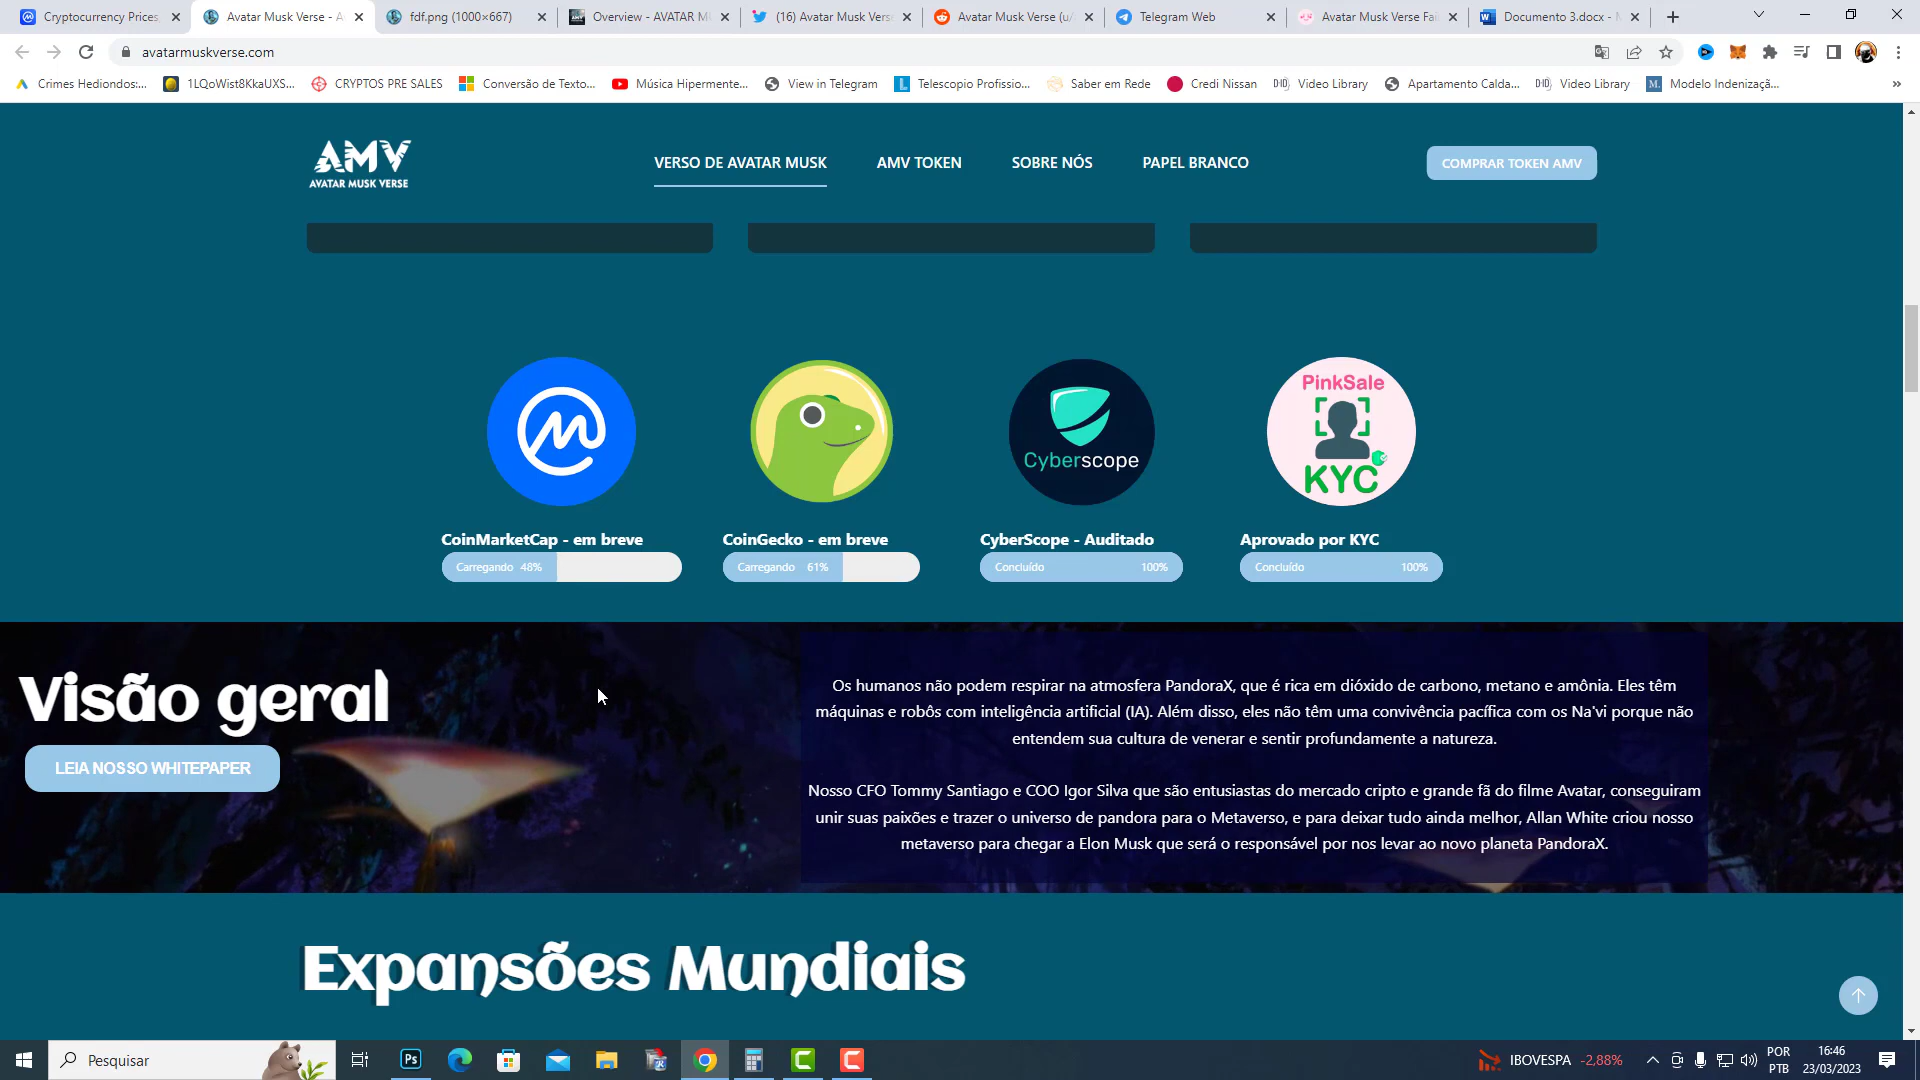 Cryptocurrency Prices,
Avatar Musk Verse - A
fdf.png (1000×667)
Overview - AVATAR M
(16) Avatar Musk Verse
Avatar Musk Verse (u/
Telegram Web
Avatar Musk Verse Fai
Documento 3.docx - M
avatarmuskverse.com
Crimes Hediondos:...
1LQoWist8KkaUXS...
CRYPTOS PRE SALES
Conversão de Texto...
Música Hipermente...
View in Telegram
Telescopio Profissio...
Saber em Rede
Credi Nissan
Video Library
Apartamento Calda...
Video Library
Modelo Indenizaçã...
AMV
AVATAR MUSK VERSE
VERSO DE AVATAR MUSK
AMV TOKEN
SOBRE NÓS
PAPEL BRANCO
COMPRAR TOKEN AMV
Cyberscope
PinkSale
KYC
CoinMarketCap - em breve
CoinGecko - em breve
CyberScope - Auditado
Aprovado por KYC
Carregando 48%
Carregando 61%
Concluído 100%
Concluído 100%
Visão geral
LEIA NOSSO WHITEPAPER
Os humanos não podem respirar na atmosfera PandoraX, que é rica em dióxido de carbono, metano e amônia. Eles têm
máquinas e robôs com inteligência artificial (IA). Além disso, eles não têm uma convivência pacífica com os Na'vi porque não
entendem sua cultura de venerar e sentir profundamente a natureza.
Nosso CFO Tommy Santiago e COO Igor Silva que são entusiastas do mercado cripto e grande fã do filme Avatar, conseguiram
unir suas paixões e trazer o universo de pandora para o Metaverso, e para deixar tudo ainda melhor, Allan White criou nosso
metaverso para chegar a Elon Musk que será o responsável por nos levar ao novo planeta PandoraX.
Expansões Mundiais
Pesquisar
Ps
IBOVESPA -2,88%
POR
PTB
16:46
23/03/2023